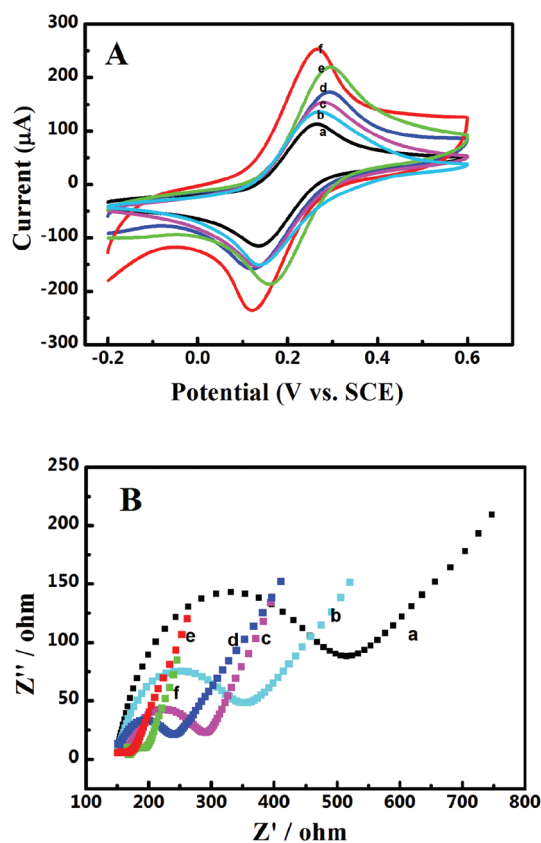 A
300
200
100
0
-100
-200
-300
Current (μA)
f
e
d
c
b
a
-0.2
0.0
0.2
0.4
0.6
Potential (V vs. SCE)
B
250
200
150
100
50
0
Z'' / ohm
e
f
d
c
b
a
100
200
300
400
500
600
700
800
Z' / ohm